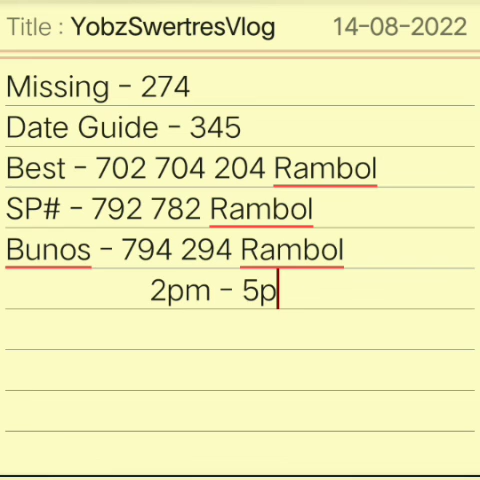 Title : YobzSwertresVlog 14-08-2022
Missing - 274
Date Guide - 345
Best - 702 704 204 Rambol
SP# - 792 782 Rambol
Bunos - 794 294 Rambol
2pm - 5p